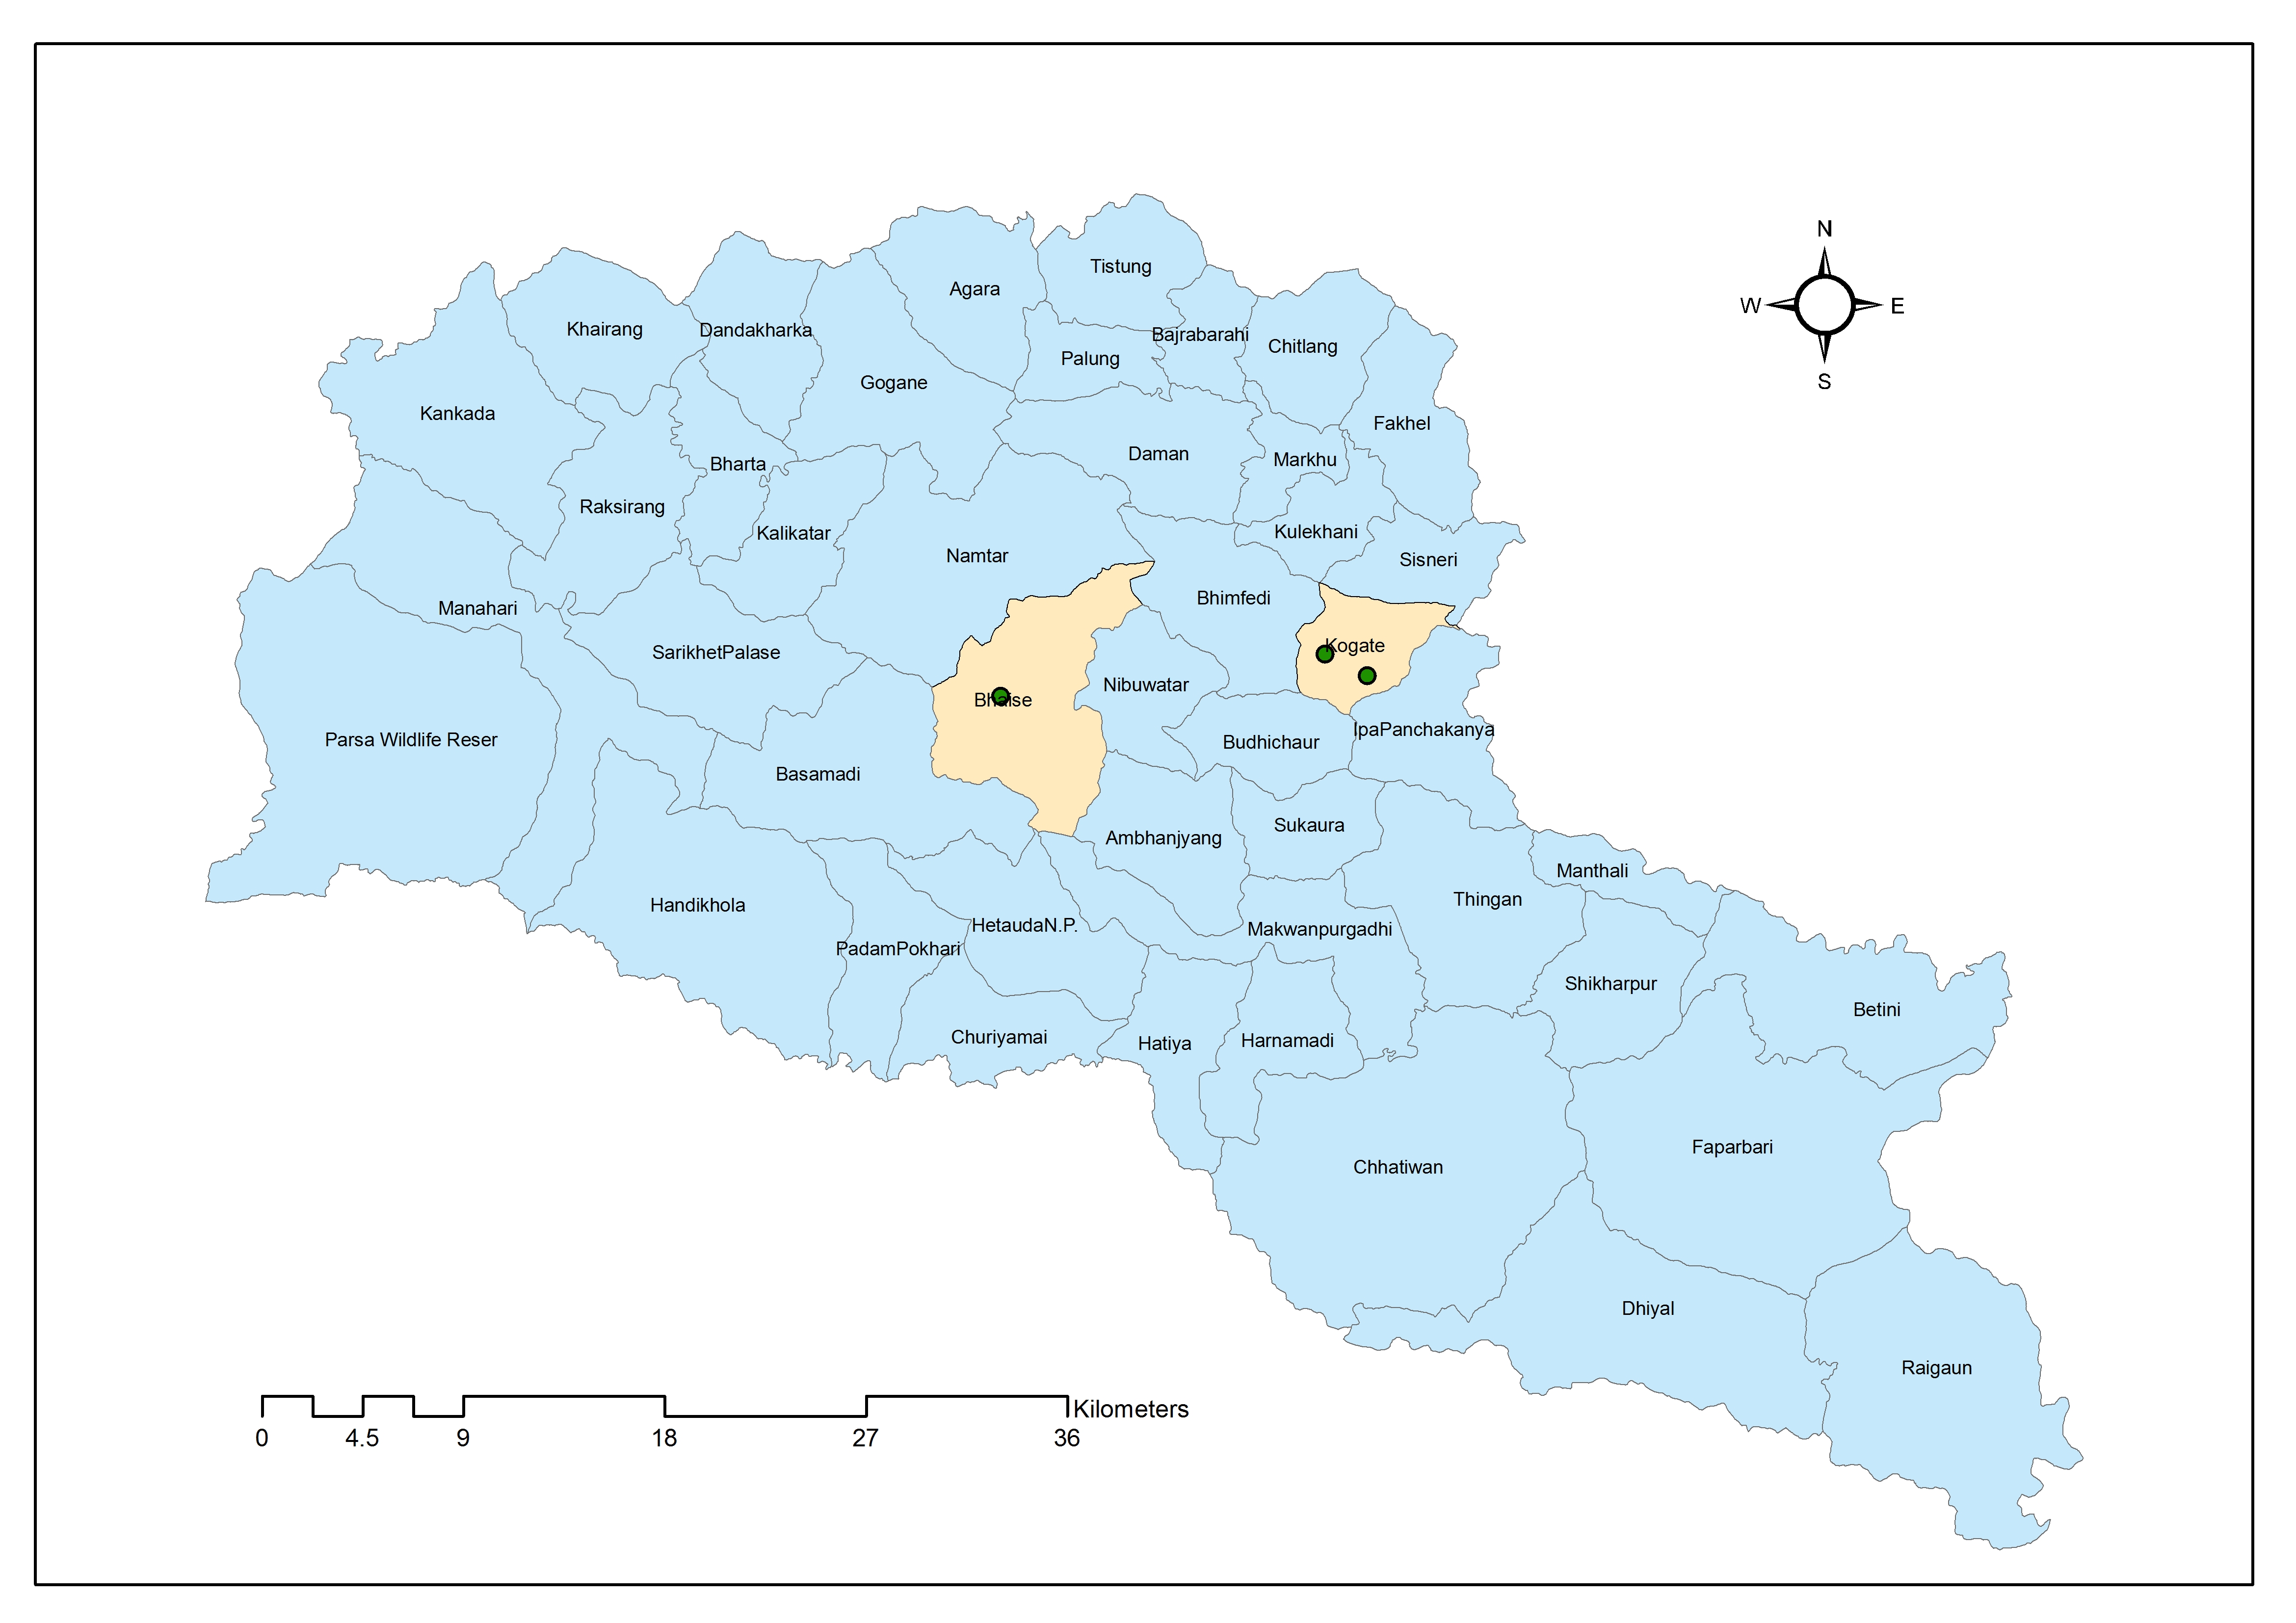 N
W
E
S
Tistung
Agara
Khairang
Dandakharka
Bajrabarahi
Chitlang
Palung
Gogane
Kankada
Fakhel
Daman
Markhu
Bharta
Raksirang
Kalikatar
Kulekhani
Namtar
Sisneri
Bhimfedi
Manahari
Kogate
SarikhetPalase
Nibuwatar
Bhaise
IpaPanchakanya
Parsa Wildlife Reser
Budhichaur
Basamadi
Sukaura
Ambhanjyang
Manthali
Thingan
Handikhola
HetaudaN.P.
Makwanpurgadhi
PadamPokhari
Shikharpur
Betini
Churiyamai
Harnamadi
Hatiya
Faparbari
Chhatiwan
Dhiyal
Raigaun
Kilometers
0 4.5 9 18 27 36